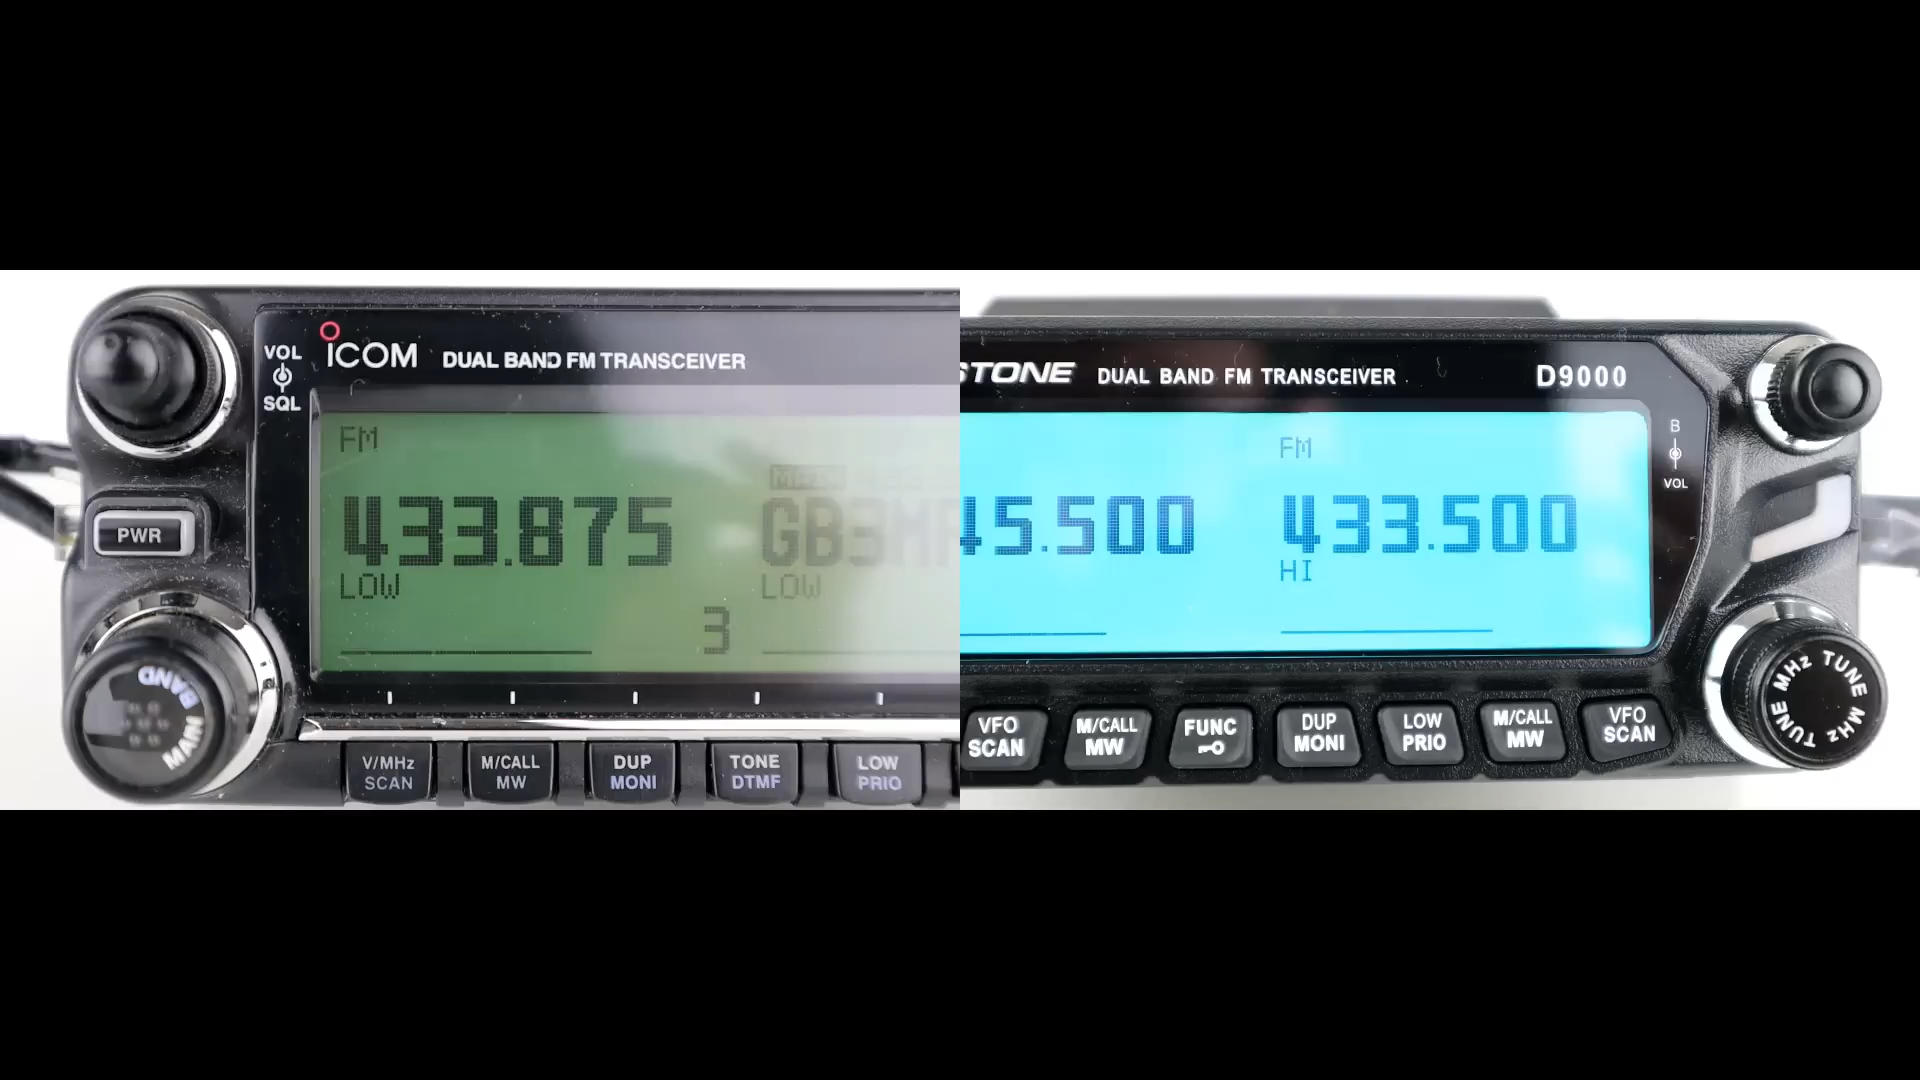 VOL
SQL
ICOM DUAL BAND FM TRANSCEIVER
FM
433.875
LOW
LOW
3
PWR
BAND
MAIN
V/MHz
SCAN
M/CALL
MW
DUP
MONI
TONE
DTMF
LOW
PRIO
DUAL BAND FM TRANSCEIVER
D9000
B
VOL
FM
45.500
433.500
HI
VFO
SCAN
M/CALL
MW
FUNC
DUP
MONI
LOW
PRIO
M/CALL
MW
VFO
SCAN
TUNE MHz TUNE MHz